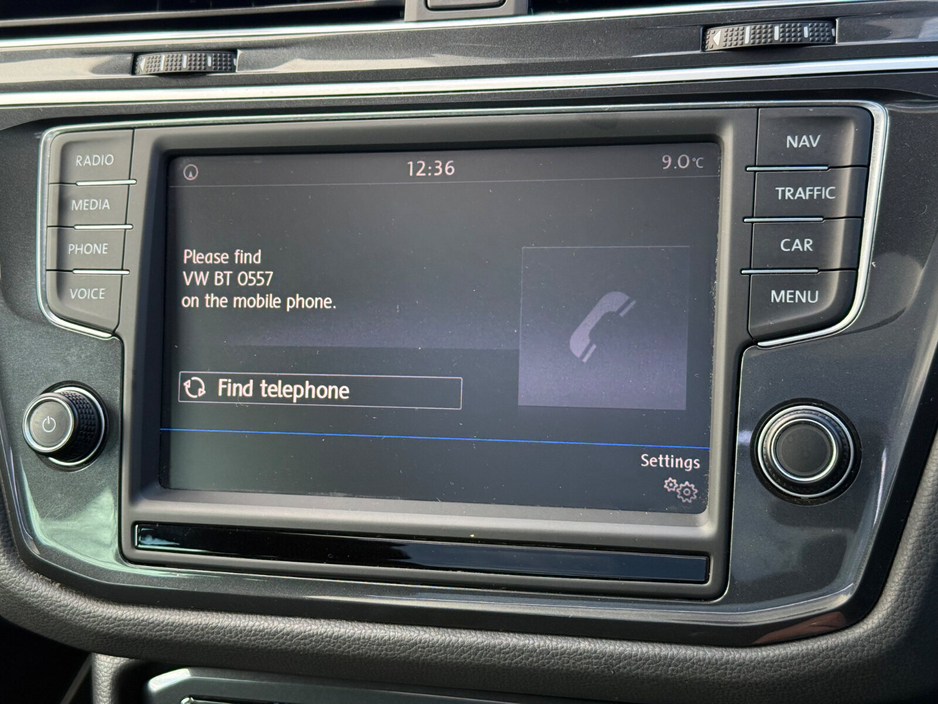 RADIO
MEDIA
PHONE
VOICE
12:36
9.0°C
Please find
VW BT 0557
on the mobile phone.
Find telephone
Settings
NAV
TRAFFIC
CAR
MENU